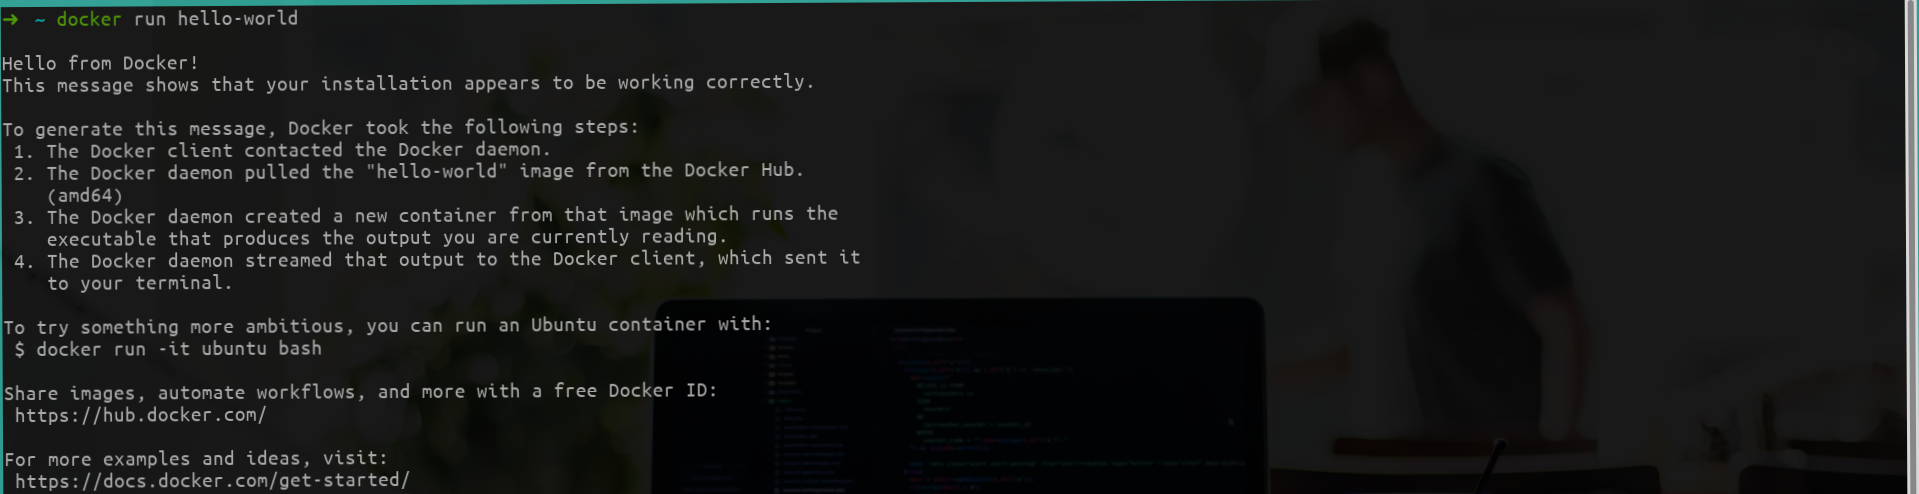 ➜ ~ docker run hello-world
Hello from Docker!
This message shows that your installation appears to be working correctly.
To generate this message, Docker took the following steps:
1. The Docker client contacted the Docker daemon.
2. The Docker daemon pulled the "hello-world" image from the Docker Hub.
(amd64)
3. The Docker daemon created a new container from that image which runs the
executable that produces the output you are currently reading.
4. The Docker daemon streamed that output to the Docker client, which sent it
to your terminal.
To try something more ambitious, you can run an Ubuntu container with:
$ docker run -it ubuntu bash
Share images, automate workflows, and more with a free Docker ID:
https://hub.docker.com/
For more examples and ideas, visit:
https://docs.docker.com/get-started/